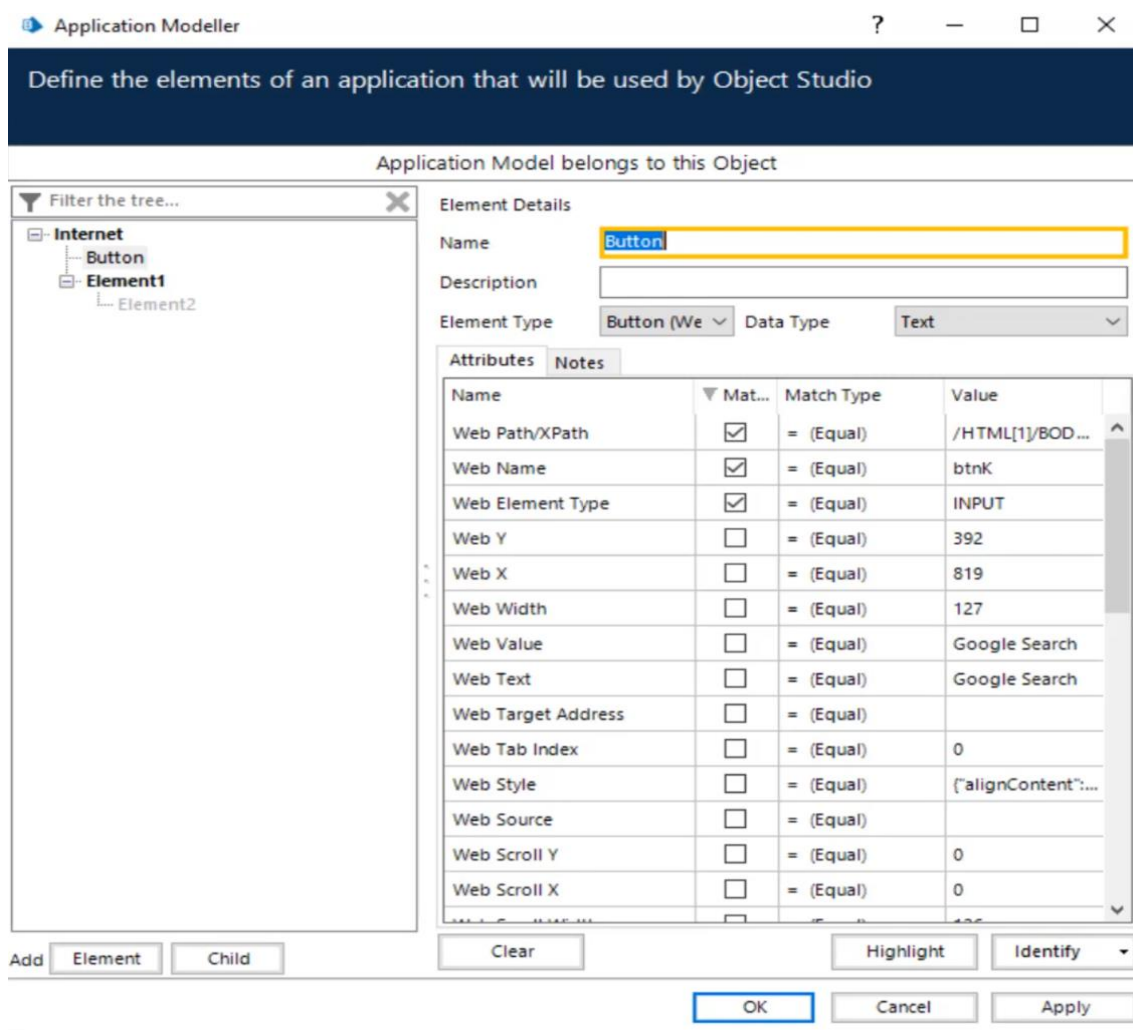 Application Modeller ?
Define the elements of an application that will be used by Object Studio
Application Model belongs to this Object
Filter the tree...
Internet
Button
Element1
Element2
Element Details
Name Button
Description
Element Type Button (We Data Type Text
Attributes Notes
Name Mat... Match Type Value
Web Path/XPath = (Equal) /HTML[1]/BOD...
Web Name = (Equal) btnK
Web Element Type = (Equal) INPUT
Web Y = (Equal) 392
Web X = (Equal) 819
Web Width = (Equal) 127
Web Value = (Equal) Google Search
Web Text = (Equal) Google Search
Web Target Address = (Equal)
Web Tab Index = (Equal) 0
Web Style = (Equal) {"alignContent":...
Web Source = (Equal)
Web Scroll Y = (Equal) 0
Web Scroll X = (Equal) 0
Add Element Child
Clear Highlight Identify
OK Cancel Apply